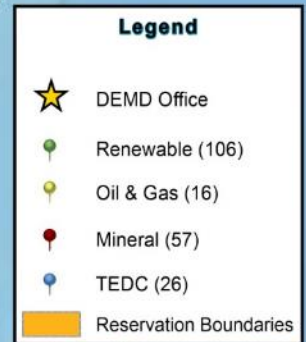 Legend
DEMD Office
Renewable (106)
Oil & Gas (16)
Mineral (57)
TEDC (26)
Reservation Boundaries